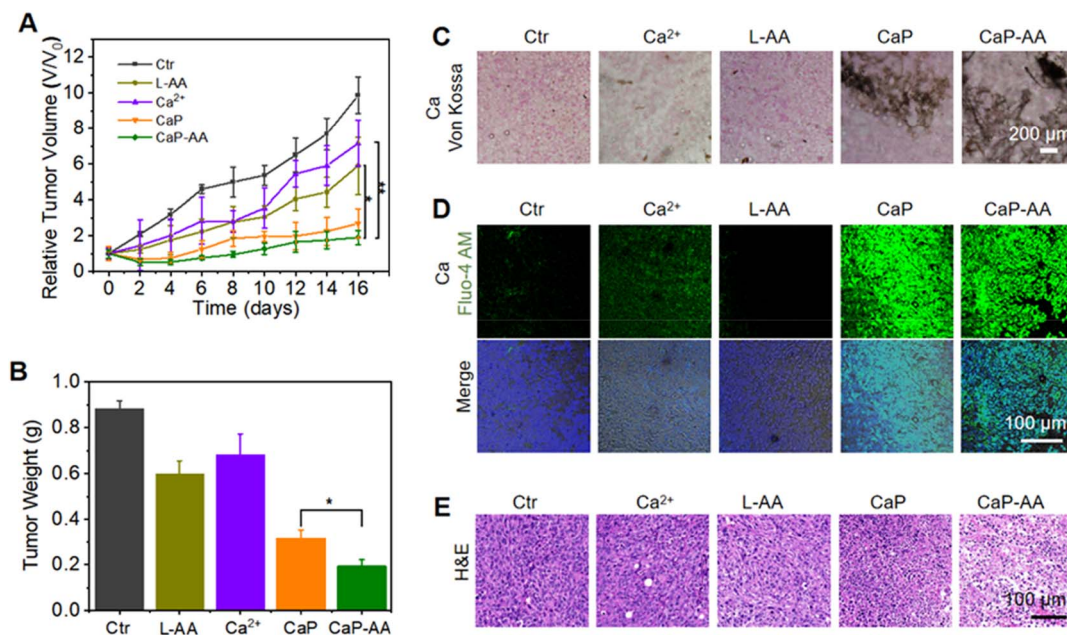 A
Relative Tumor Volume (V/V₀)
12
10
8
6
4
2
0
Ctr
L-AA
Ca²⁺
CaP
CaP-AA
*
**
0 2 4 6 8 10 12 14 16
Time (days)
B
Tumor Weight (g)
1.0
0.8
0.6
0.4
0.2
0.0
*
Ctr L-AA Ca²⁺ CaP CaP-AA
C
Ctr Ca²⁺ L-AA CaP CaP-AA
Ca
Von Kossa
200 μm
D
Ctr Ca²⁺ L-AA CaP CaP-AA
Ca
Fluo-4 AM
Merge
100 μm
E
Ctr Ca²⁺ L-AA CaP CaP-AA
H&E
100 μm